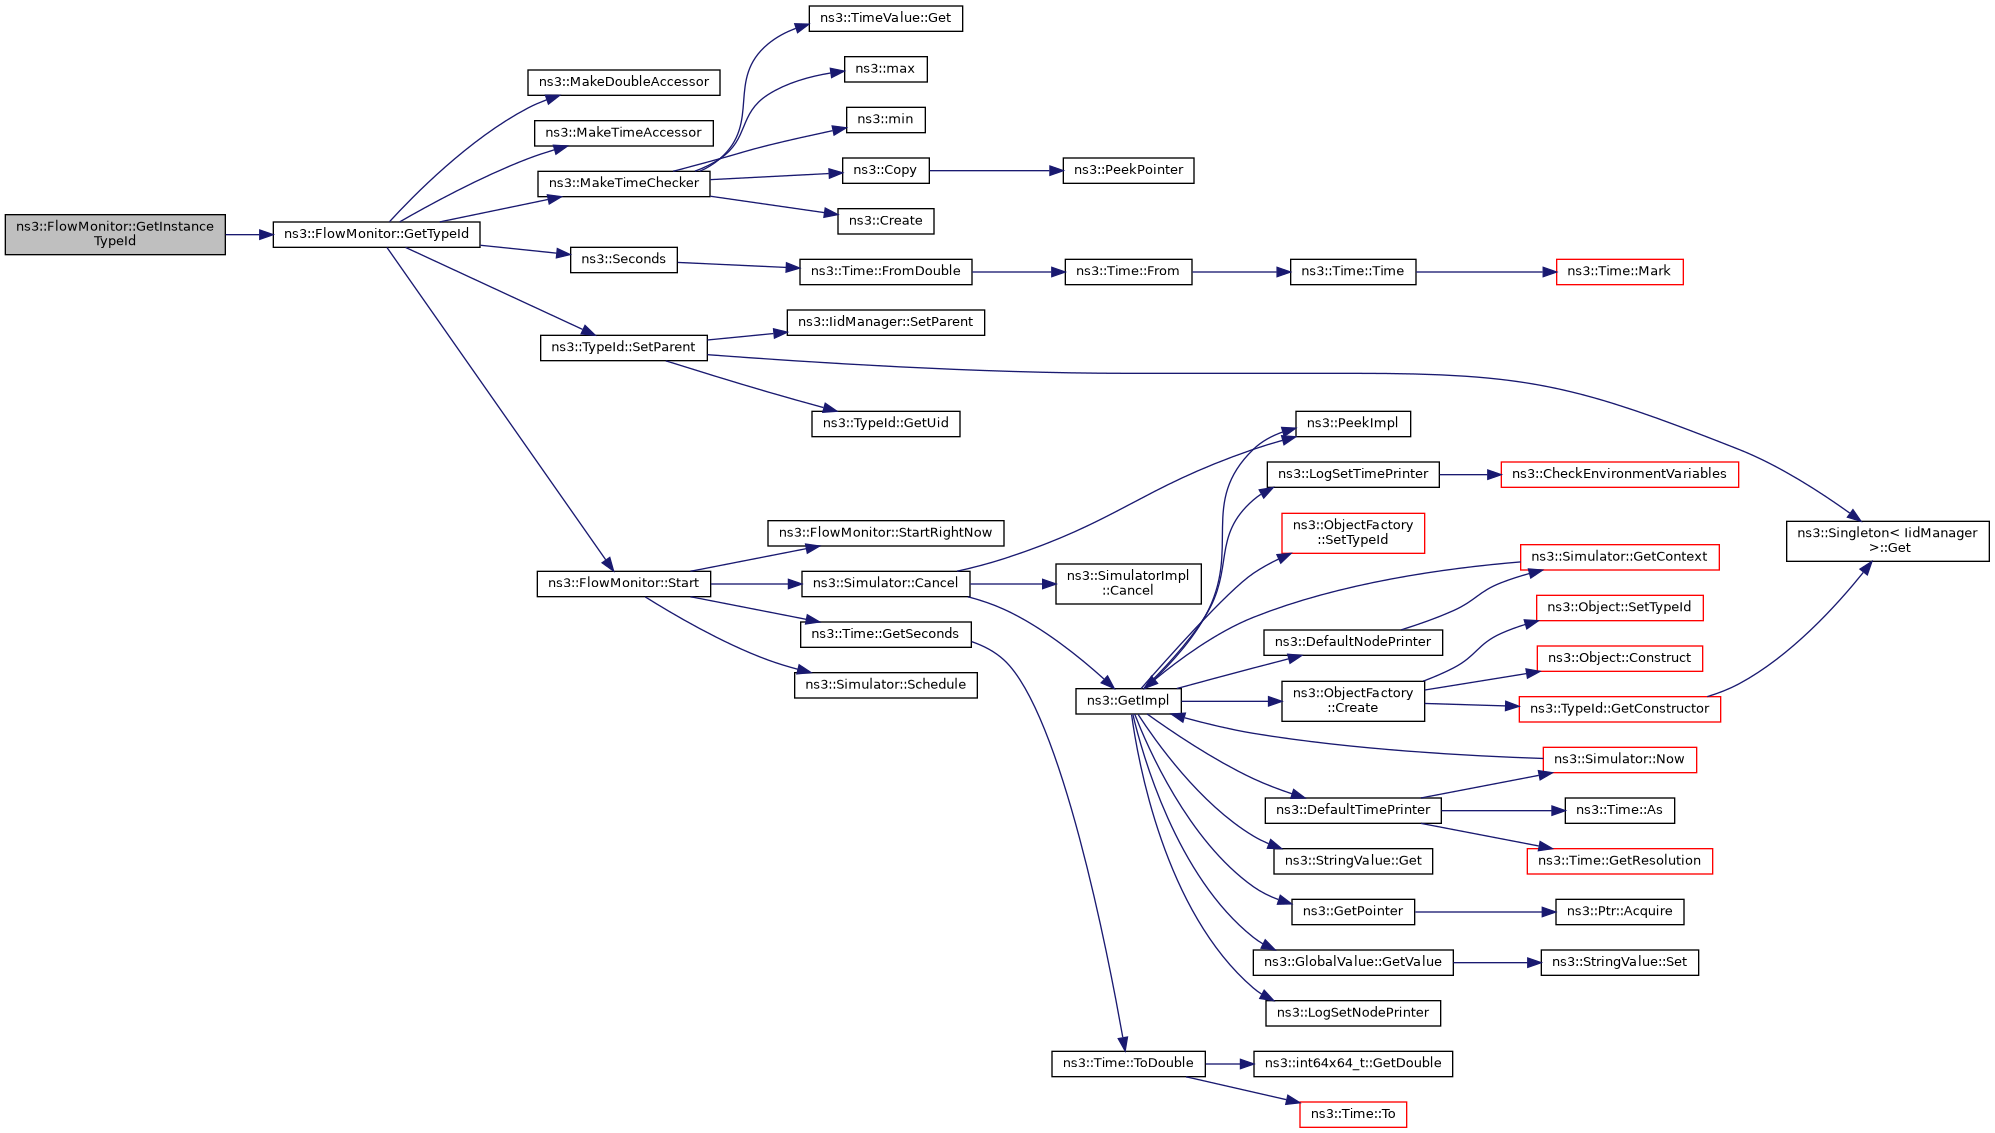 ns3::TimeValue::Get
ns3::max
ns3::MakeDoubleAccessor
ns3::min
ns3::MakeTimeAccessor
ns3::Copy
ns3::PeekPointer
ns3::MakeTimeChecker
ns3::Create
ns3::FlowMonitor::GetInstance
TypeId
ns3::FlowMonitor::GetTypeId
ns3::Seconds
ns3::Time::FromDouble
ns3::Time::From
ns3::Time::Time
ns3::Time::Mark
ns3::IidManager::SetParent
ns3::TypeId::SetParent
ns3::TypeId::GetUid
ns3::PeekImpl
ns3::LogSetTimePrinter
ns3::CheckEnvironmentVariables
ns3::ObjectFactory
::SetTypeId
ns3::FlowMonitor::StartRightNow
ns3::Singleton< IidManager
>::Get
ns3::Simulator::GetContext
ns3::FlowMonitor::Start
ns3::Simulator::Cancel
ns3::SimulatorImpl
::Cancel
ns3::Object::SetTypeId
ns3::Time::GetSeconds
ns3::DefaultNodePrinter
ns3::Object::Construct
ns3::Simulator::Schedule
ns3::GetImpl
ns3::ObjectFactory
::Create
ns3::TypeId::GetConstructor
ns3::Simulator::Now
ns3::DefaultTimePrinter
ns3::Time::As
ns3::StringValue::Get
ns3::Time::GetResolution
ns3::GetPointer
ns3::Ptr::Acquire
ns3::GlobalValue::GetValue
ns3::StringValue::Set
ns3::LogSetNodePrinter
ns3::Time::ToDouble
ns3::int64x64_t::GetDouble
ns3::Time::To